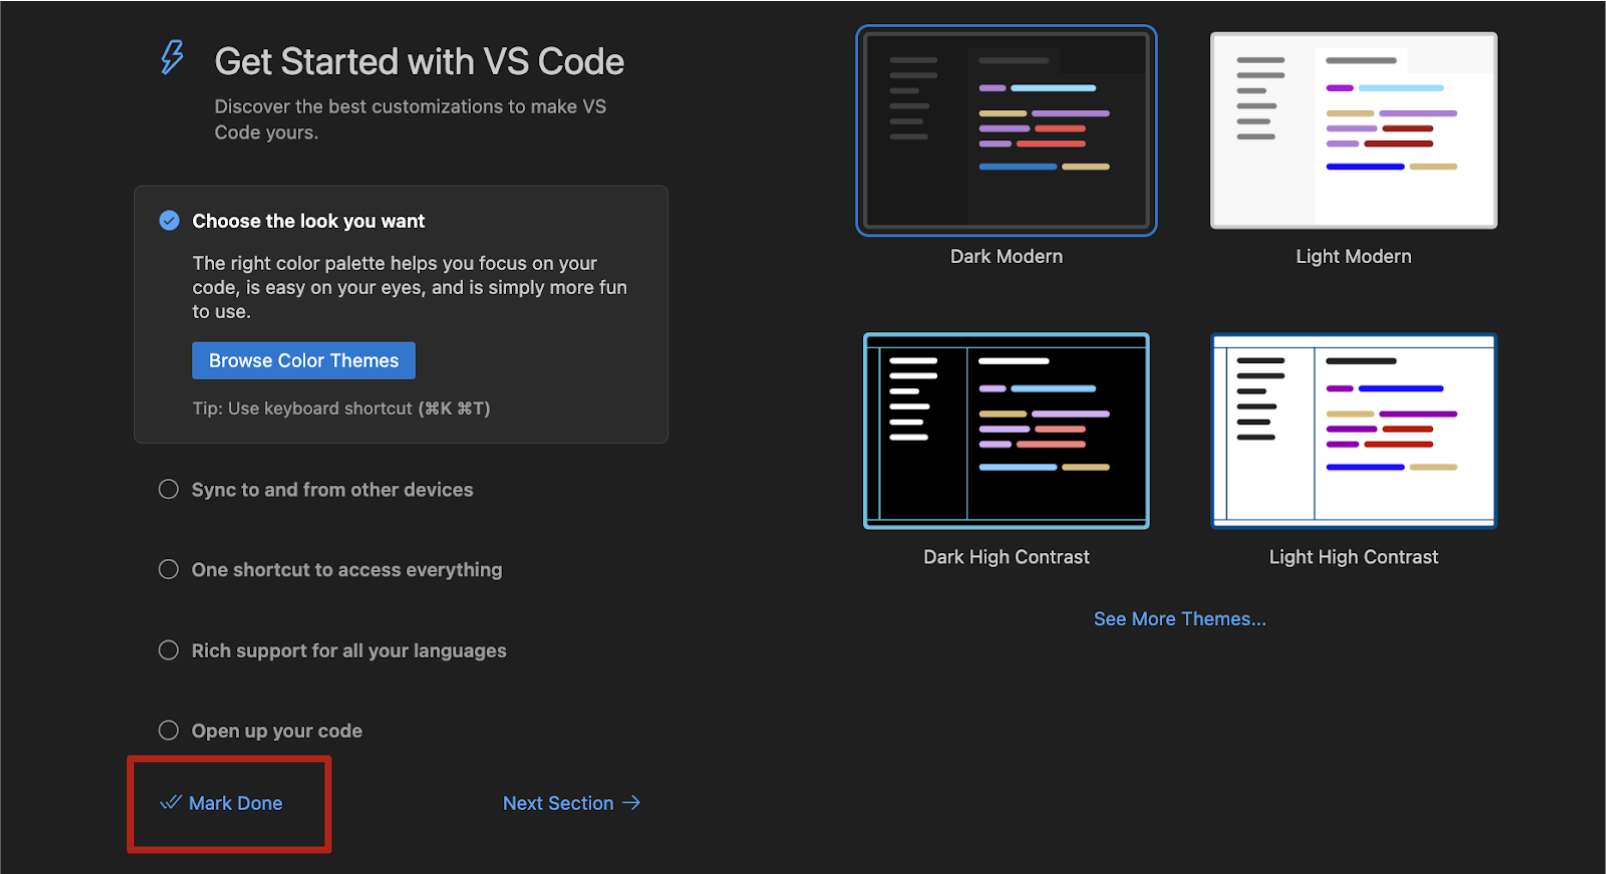 Get Started with VS Code
Discover the best customizations to make VS
Code yours.
Choose the look you want
The right color palette helps you focus on your
code, is easy on your eyes, and is simply more fun
to use.
Browse Color Themes
Tip: Use keyboard shortcut (⌘K ⌘T)
Sync to and from other devices
One shortcut to access everything
Rich support for all your languages
Open up your code
Mark Done
Next Section →
Dark Modern
Light Modern
Dark High Contrast
Light High Contrast
See More Themes...